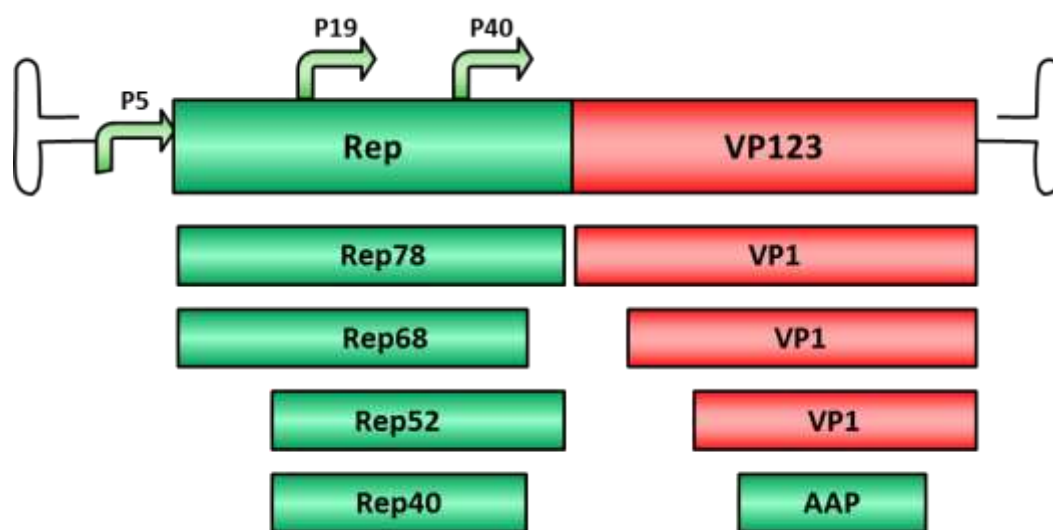 P19
P40
P5
Rep
VP123
Rep78
VP1
Rep68
VP1
Rep52
VP1
Rep40
AAP